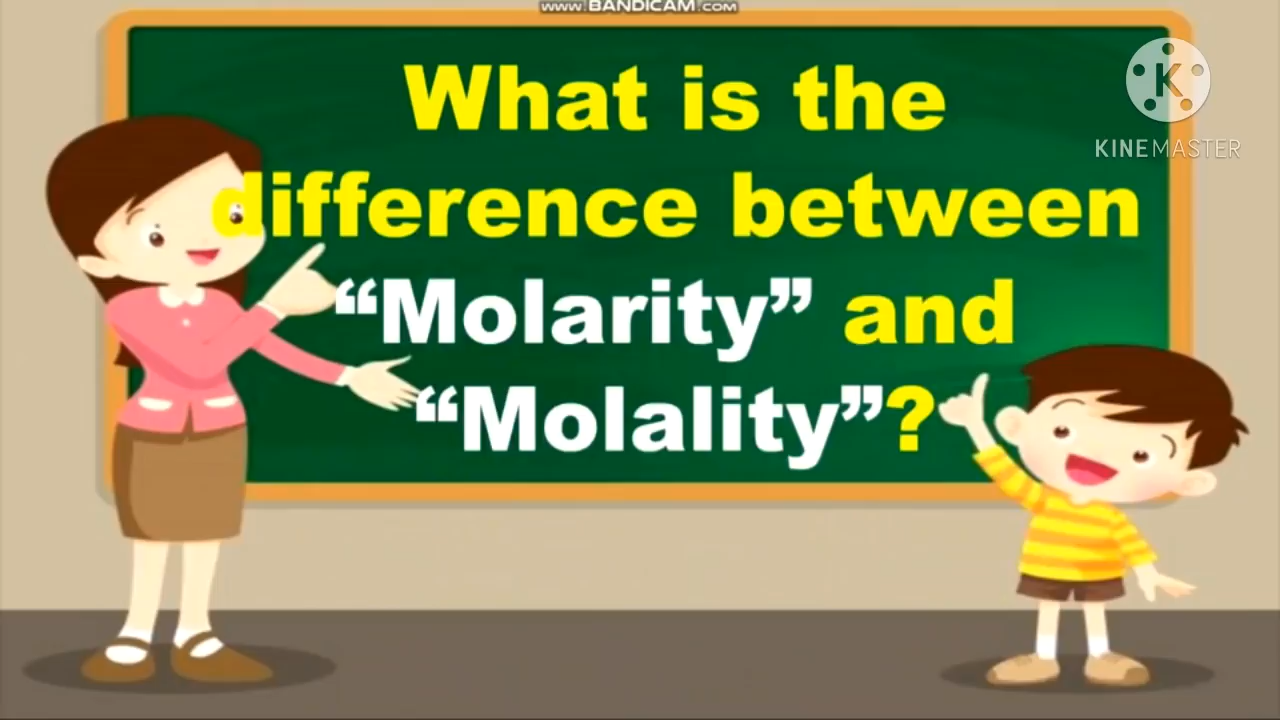 www.BANDICAM.com
What is the
difference between
“Molarity” and
“Molality”?
K
KINEMASTER